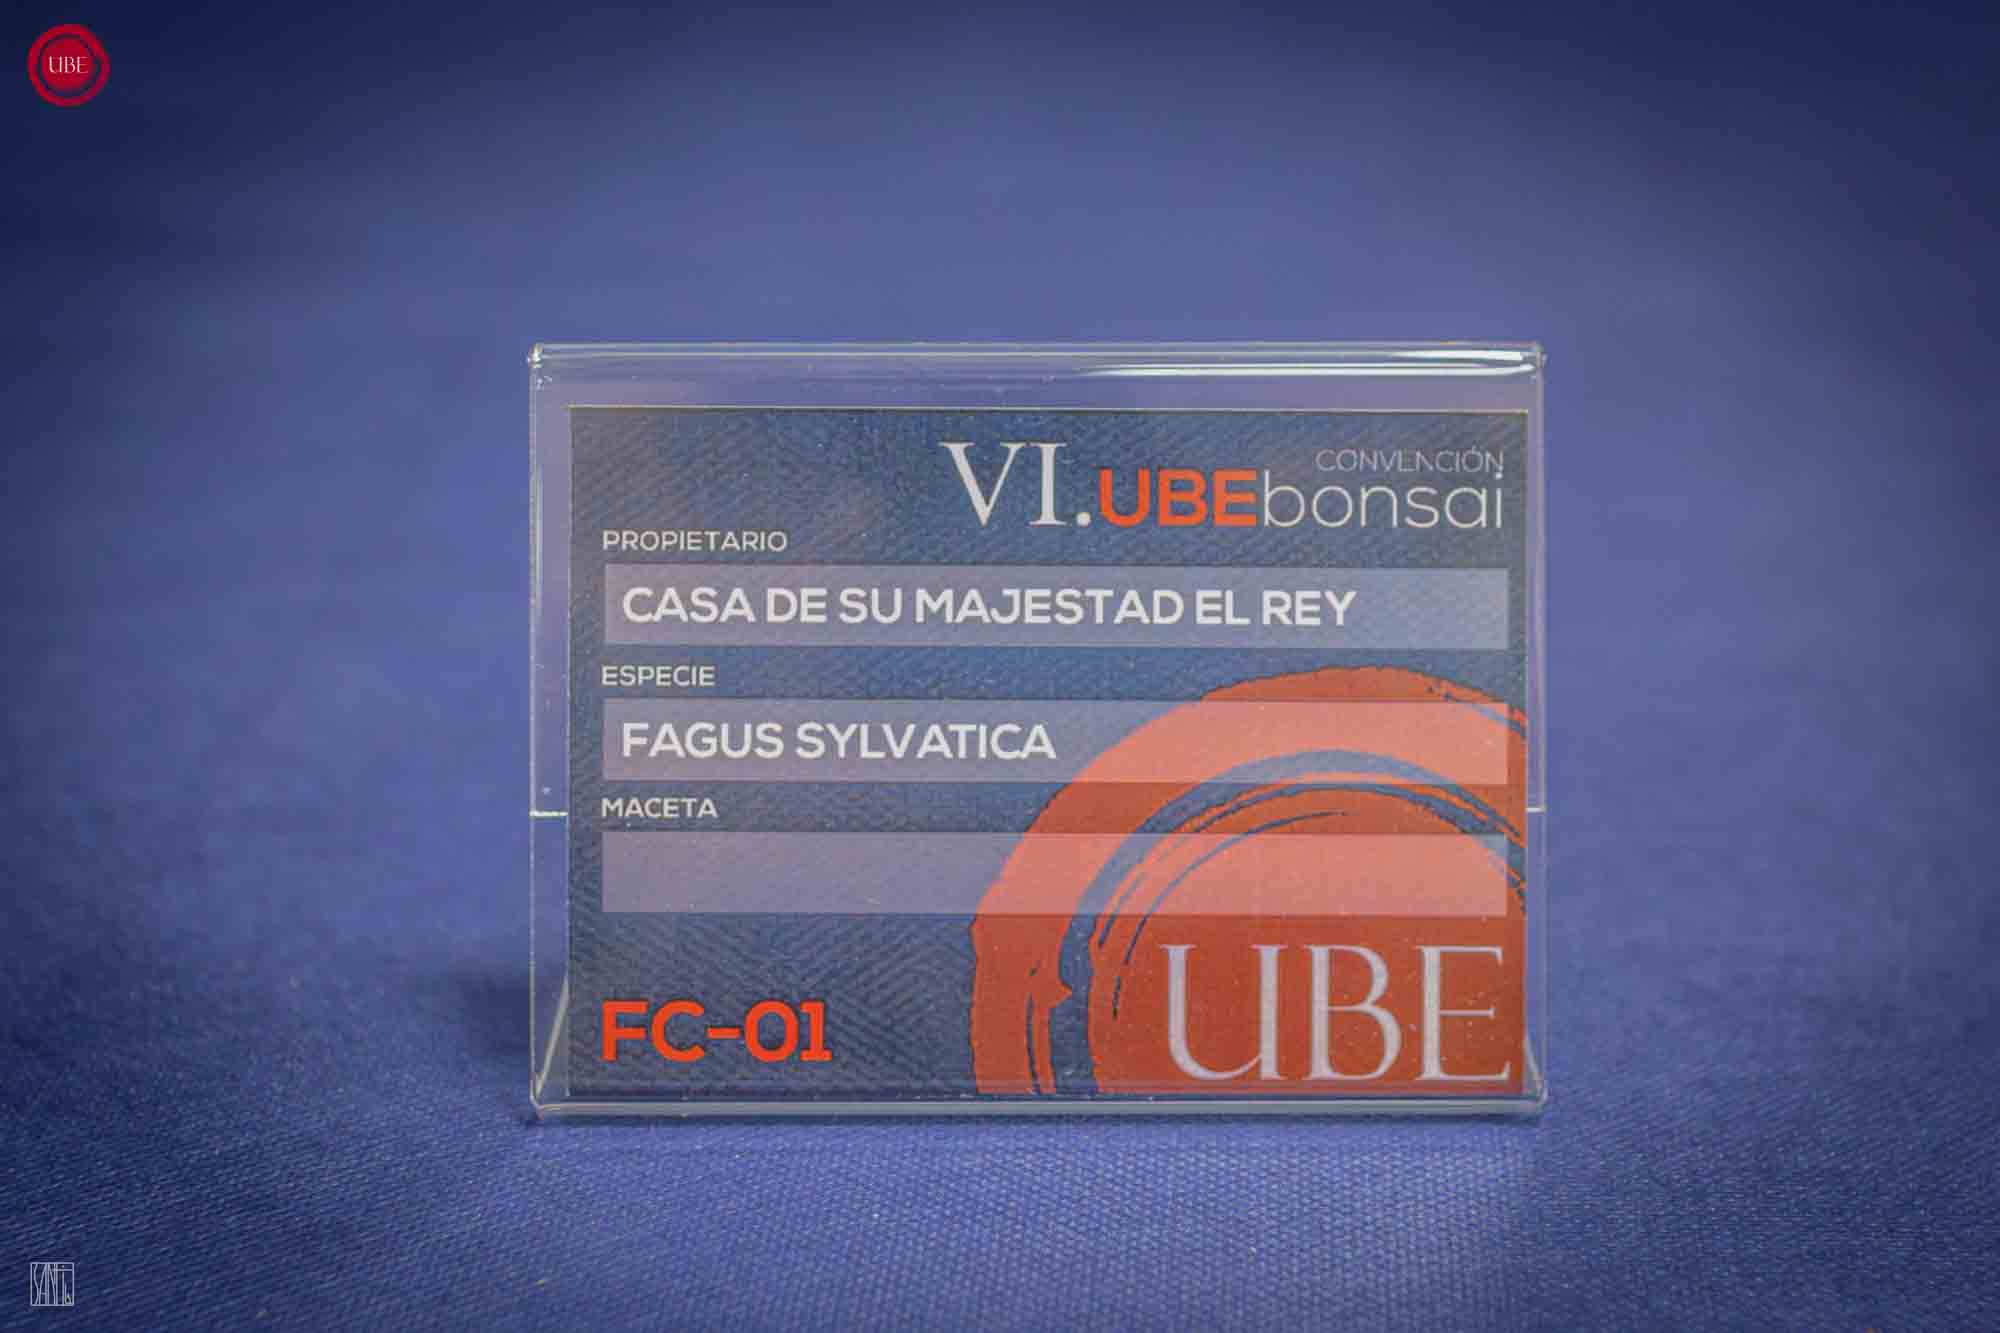 UBE
CONVENCIÓN
VI.UBEbonsai
PROPIETARIO
CASA DE SU MAJESTAD EL REY
ESPECIE
FAGUS SYLVATICA
MACETA
FC-01
UBE